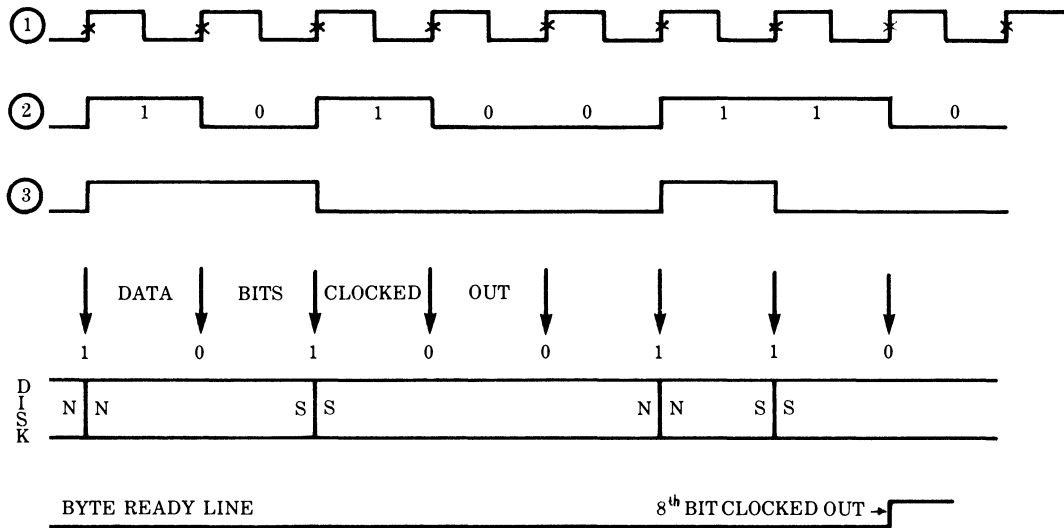 1
2 1 0 1 0 0 1 1 0
3
DATA BITS CLOCKED OUT
1 0 1 0 0 1 1 0
DISK N N S S N N S S
BYTE READY LINE 8th BIT CLOCKED OUT